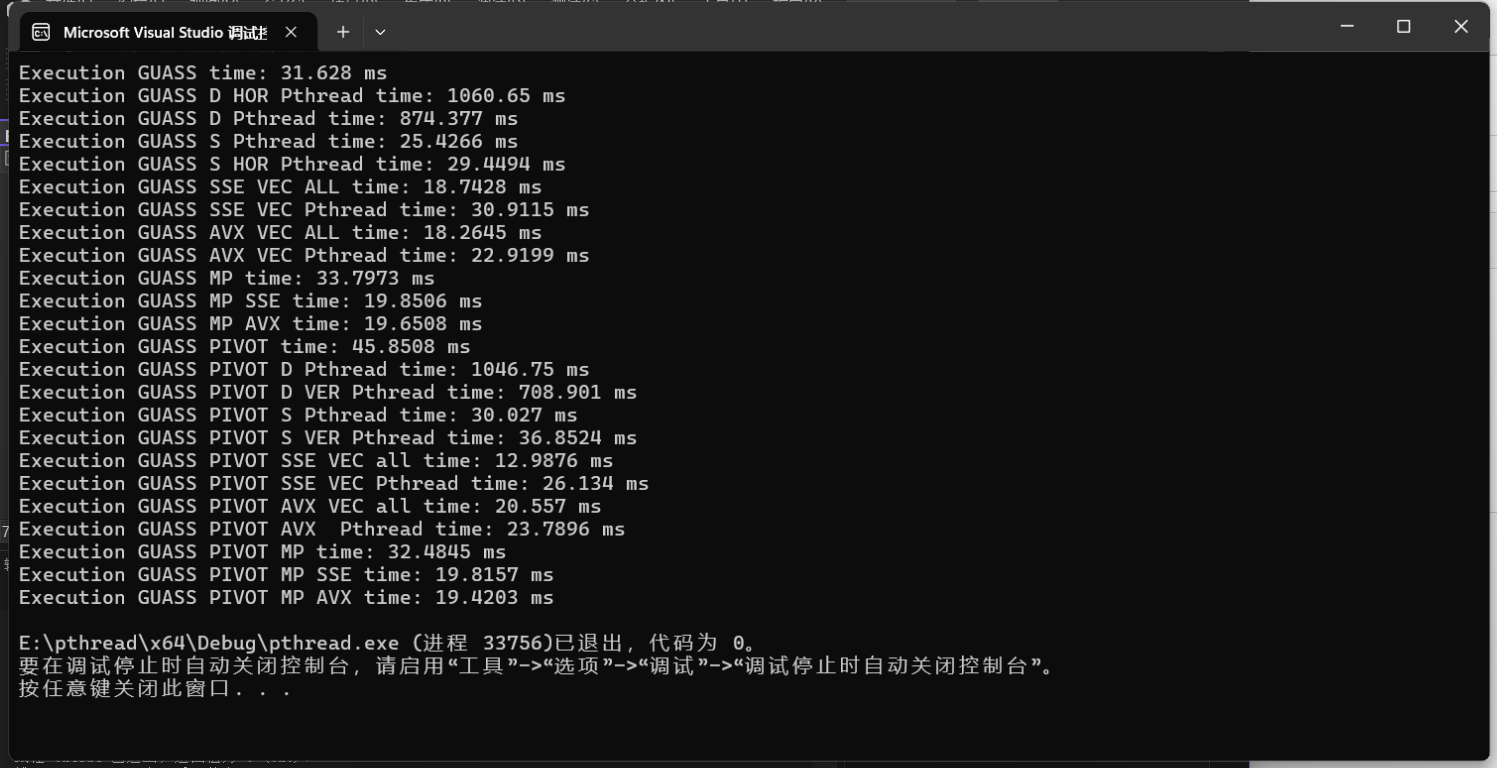 Microsoft Visual Studio 调试控
Execution GUASS time: 31.628 ms
Execution GUASS D HOR Pthread time: 1060.65 ms
Execution GUASS D Pthread time: 874.377 ms
Execution GUASS S Pthread time: 25.4266 ms
Execution GUASS S HOR Pthread time: 29.4494 ms
Execution GUASS SSE VEC ALL time: 18.7428 ms
Execution GUASS SSE VEC Pthread time: 30.9115 ms
Execution GUASS AVX VEC ALL time: 18.2645 ms
Execution GUASS AVX VEC Pthread time: 22.9199 ms
Execution GUASS MP time: 33.7973 ms
Execution GUASS MP SSE time: 19.8506 ms
Execution GUASS MP AVX time: 19.6508 ms
Execution GUASS PIVOT time: 45.8508 ms
Execution GUASS PIVOT D Pthread time: 1046.75 ms
Execution GUASS PIVOT D VER Pthread time: 708.901 ms
Execution GUASS PIVOT S Pthread time: 30.027 ms
Execution GUASS PIVOT S VER Pthread time: 36.8524 ms
Execution GUASS PIVOT SSE VEC all time: 12.9876 ms
Execution GUASS PIVOT SSE VEC Pthread time: 26.134 ms
Execution GUASS PIVOT AVX VEC all time: 20.557 ms
Execution GUASS PIVOT AVX  Pthread time: 23.7896 ms
Execution GUASS PIVOT MP time: 32.4845 ms
Execution GUASS PIVOT MP SSE time: 19.8157 ms
Execution GUASS PIVOT MP AVX time: 19.4203 ms
E:\pthread\x64\Debug\pthread.exe (进程 33756)已退出，代码为 0。
要在调试停止时自动关闭控制台，请启用“工具”->“选项”->“调试”->“调试停止时自动关闭控制台”。
按任意键关闭此窗口. . .